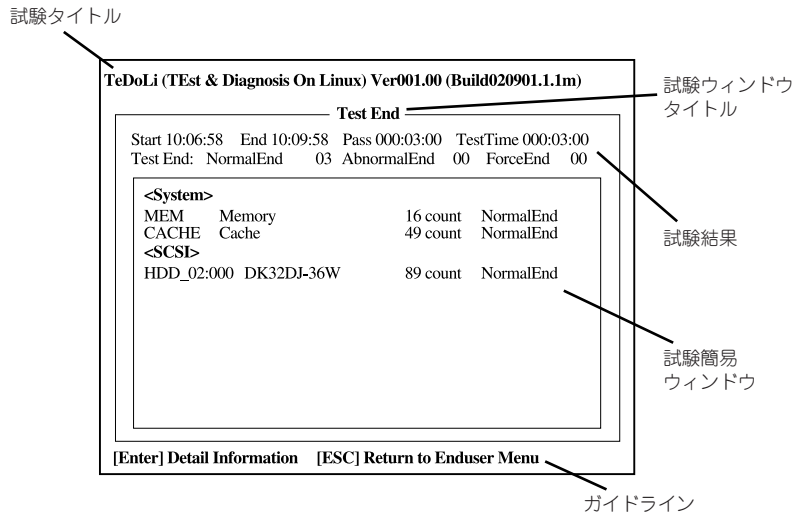 試験タイトル
TeDoLi (TEst & Diagnosis On Linux) Ver001.00 (Build020901.1.1m)
試験ウィンドウ
タイトル
Test End
Start 10:06:58 End 10:09:58 Pass 000:03:00 TestTime 000:03:00
Test End: NormalEnd 03 AbnormalEnd 00 ForceEnd 00
試験結果
<System>
MEM Memory 16 count NormalEnd
CACHE Cache 49 count NormalEnd
<SCSI>
HDD_02:000 DK32DJ-36W 89 count NormalEnd
試験簡易
ウィンドウ
[Enter] Detail Information [ESC] Return to Enduser Menu
ガイドライン